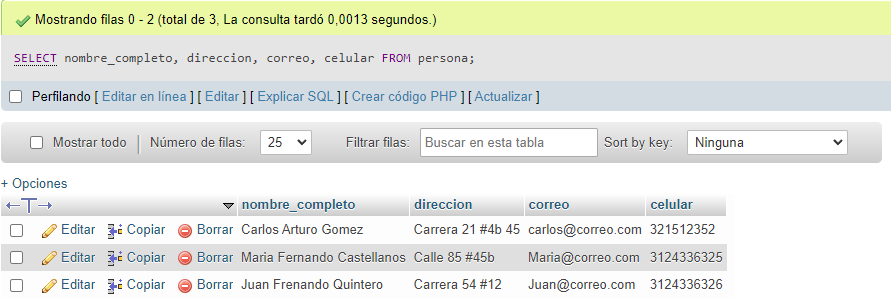 Mostrando filas 0 - 2 (total de 3, La consulta tardó 0,0013 segundos.)
SELECT nombre_completo, direccion, correo, celular FROM persona;
Perfilando [ Editar en línea ] [ Editar ] [ Explicar SQL ] [ Crear código PHP ] [ Actualizar ]
Mostrar todo | Número de filas: 25 Filtrar filas: Buscar en esta tabla Sort by key: Ninguna
+ Opciones
←T→ nombre_completo direccion correo celular
Editar Copiar Borrar Carlos Arturo Gomez Carrera 21 #4b 45 carlos@correo.com 321512352
Editar Copiar Borrar Maria Fernando Castellanos Calle 85 #45b Maria@correo.com 3124336325
Editar Copiar Borrar Juan Frenando Quintero Carrera 54 #12 Juan@correo.com 3124336326